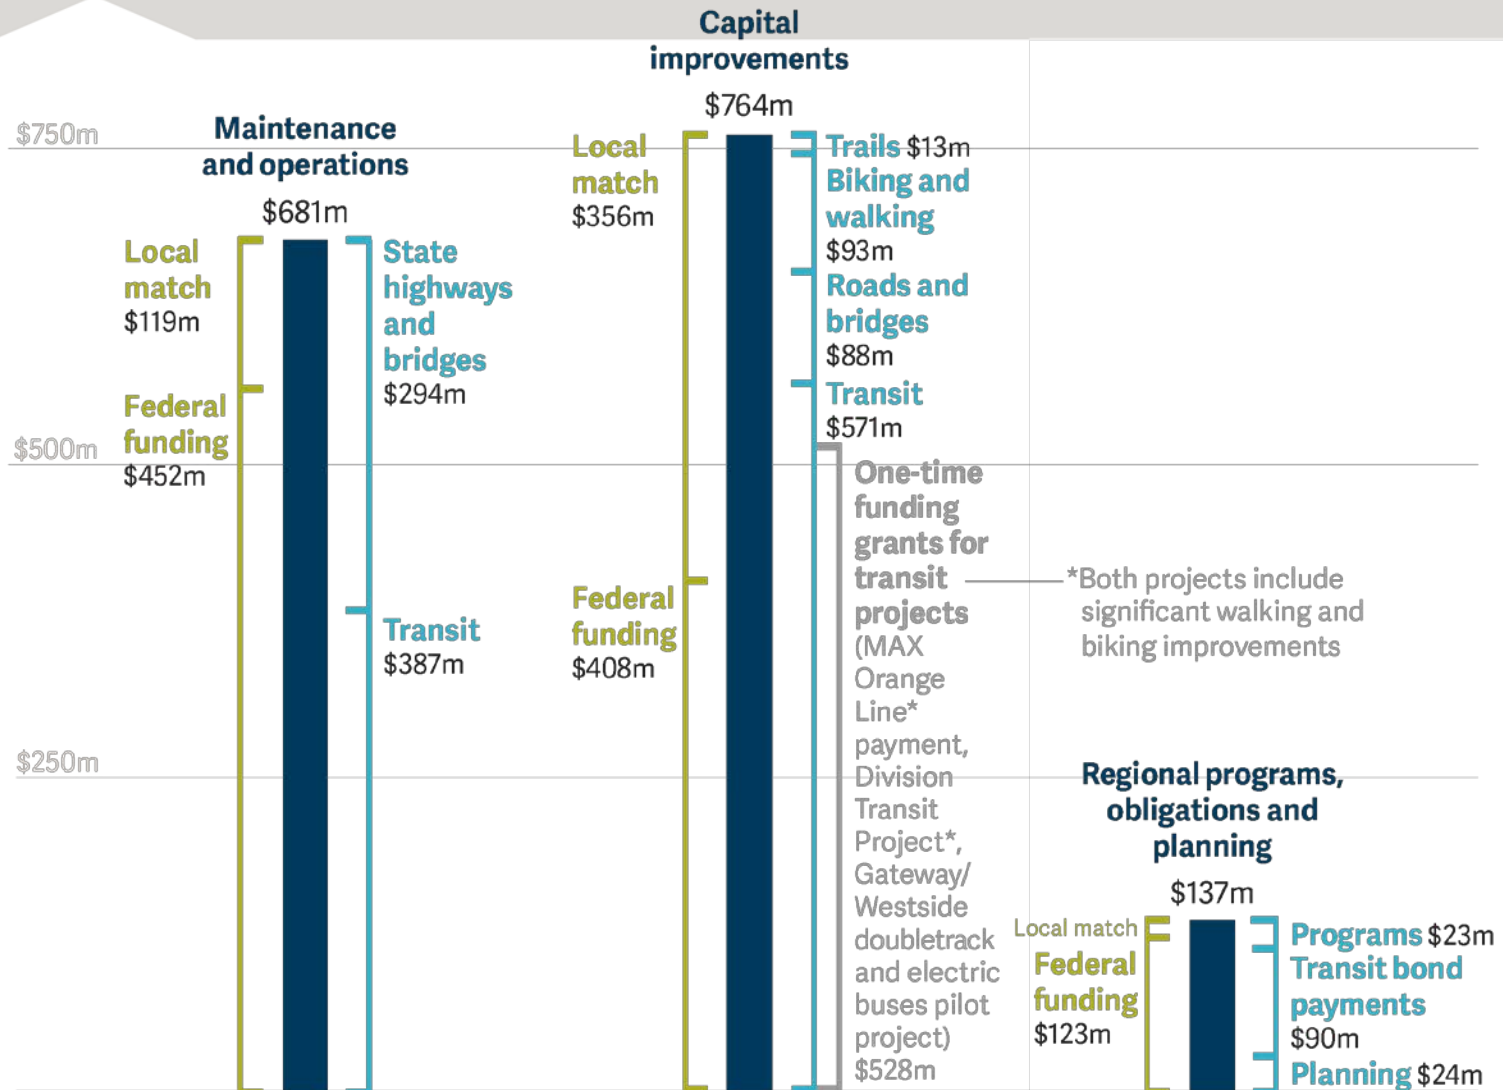 $750m
$500m
$250m
Maintenance
and operations
$681m
Local
match
$119m
Federal
funding
$452m
State
highways
and
bridges
$294m
Transit
$387m
Capital
improvements
$764m
Local
match
$356m
Federal
funding
$408m
Trails $13m
Biking and
walking
$93m
Roads and
bridges
$88m
Transit
$571m
One-time
funding
grants for
transit
projects
(MAX
Orange
Line*
payment,
Division
Transit
Project*,
Gateway/
Westside
doubletrack
and electric
buses pilot
project)
$528m
*Both projects include
significant walking and
biking improvements
Regional programs,
obligations and
planning
$137m
Local match
Federal
funding
$123m
Programs $23m
Transit bond
payments
$90m
Planning $24m